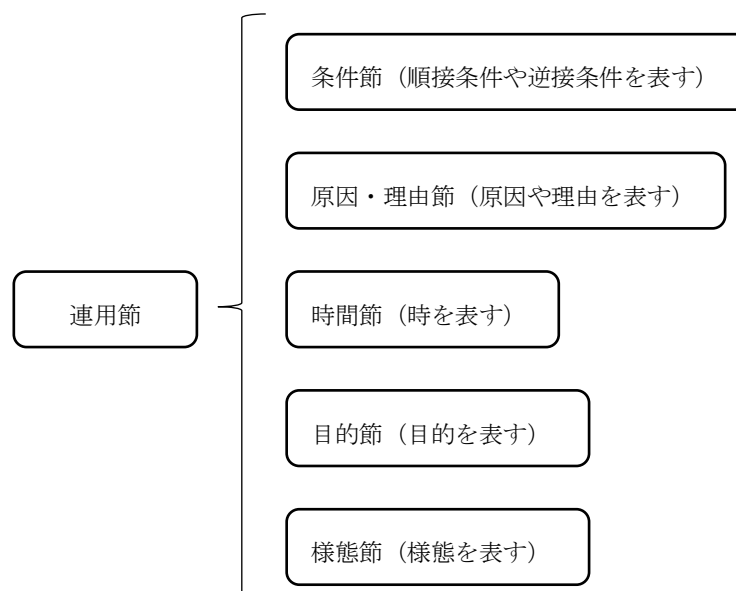 条件節（順接条件や逆接条件を表す）
原因・理由節（原因や理由を表す）
連用節
時間節（時を表す）
目的節（目的を表す）
様態節（様態を表す）